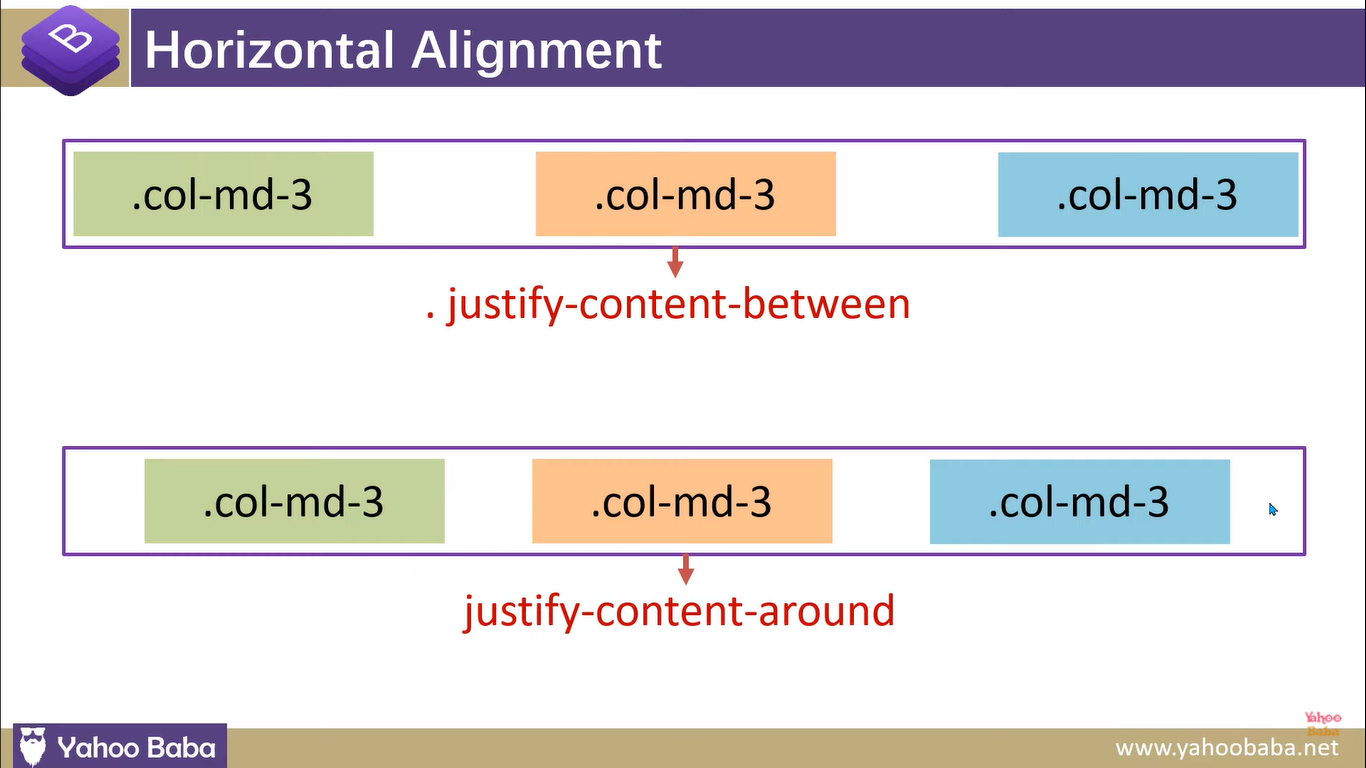 B
Horizontal Alignment
.col-md-3 .col-md-3 .col-md-3
. justify-content-between
.col-md-3 .col-md-3 .col-md-3
justify-content-around
Yahoo
Baba
Yahoo Baba
www.yahoobaba.net